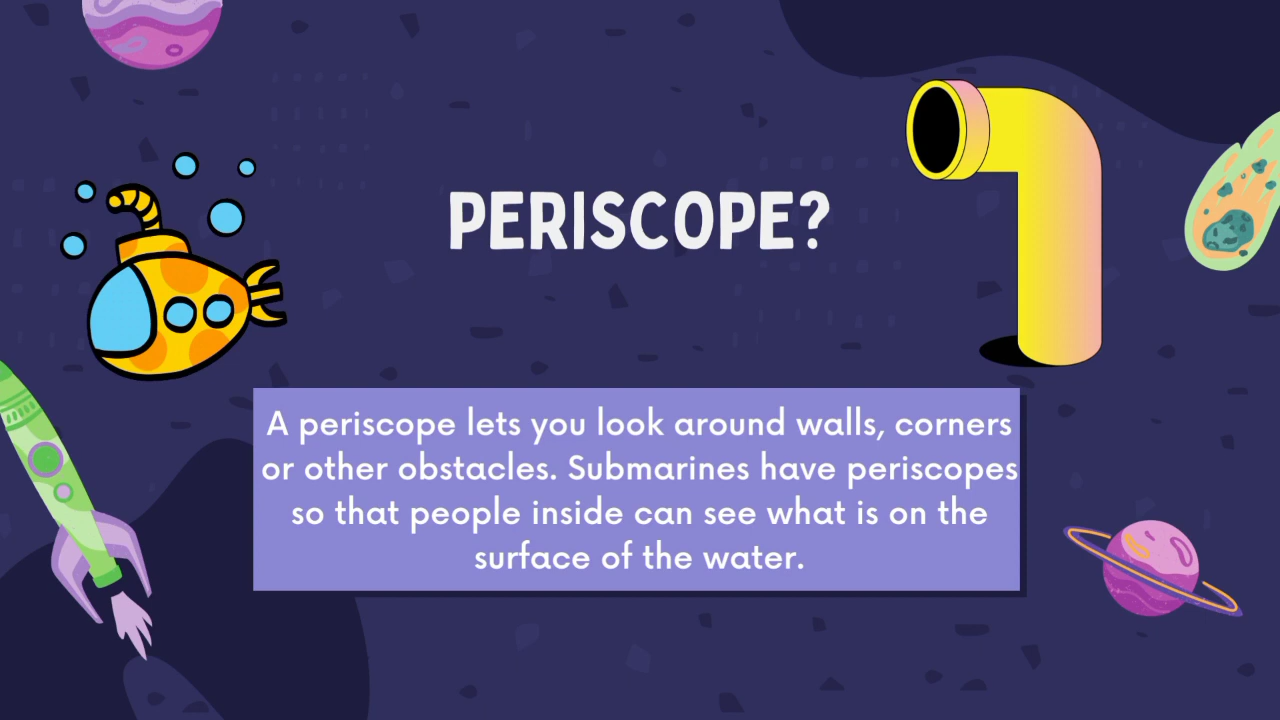 PERISCOPE?
A periscope lets you look around walls, corners
or other obstacles. Submarines have periscopes
so that people inside can see what is on the
surface of the water.